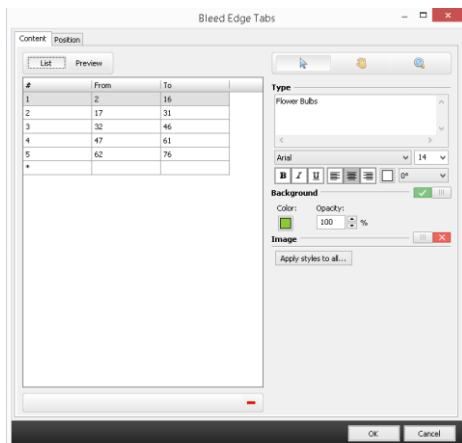 Bleed Edge Tabs
Content Position
List Preview
# From To
1 2 16
2 17 31
3 32 46
4 47 61
5 62 76
*
Type
Flower Bulbs
Arial 14
B I U 0°
Background
Color: Opacity:
100 %
Image
Apply styles to all...
OK Cancel